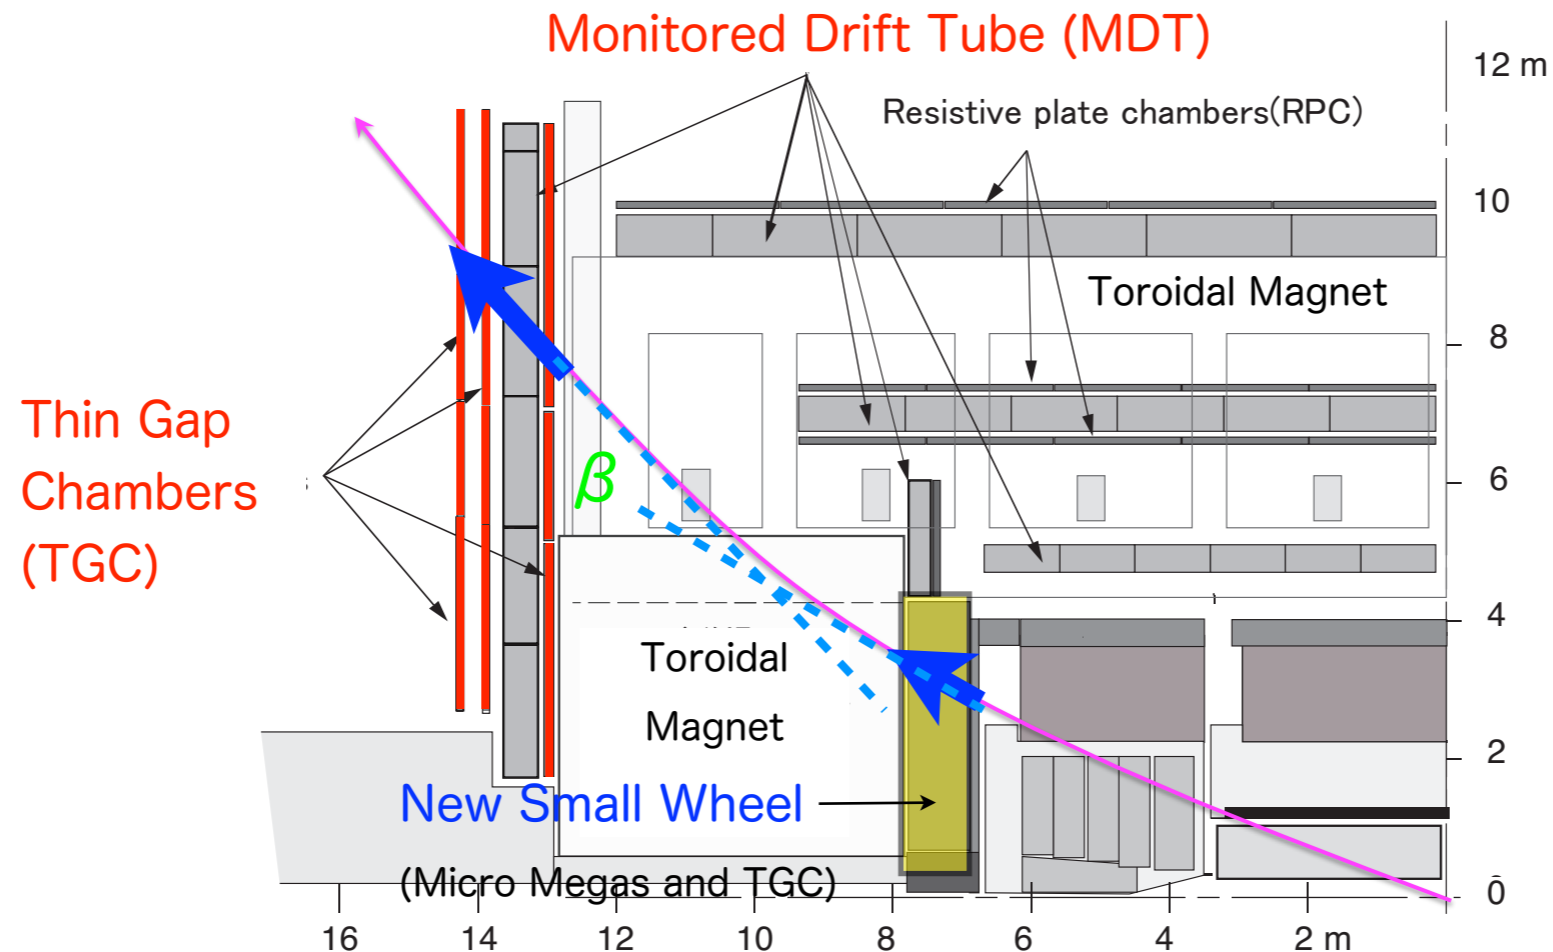 Monitored Drift Tube (MDT)
12 m
Resistive plate chambers(RPC)
10
Toroidal Magnet
8
Thin Gap
Chambers
(TGC)
β
6
4
Toroidal
Magnet
2
New Small Wheel
(Micro Megas and TGC)
0
16 14 12 10 8 6 4 2 m